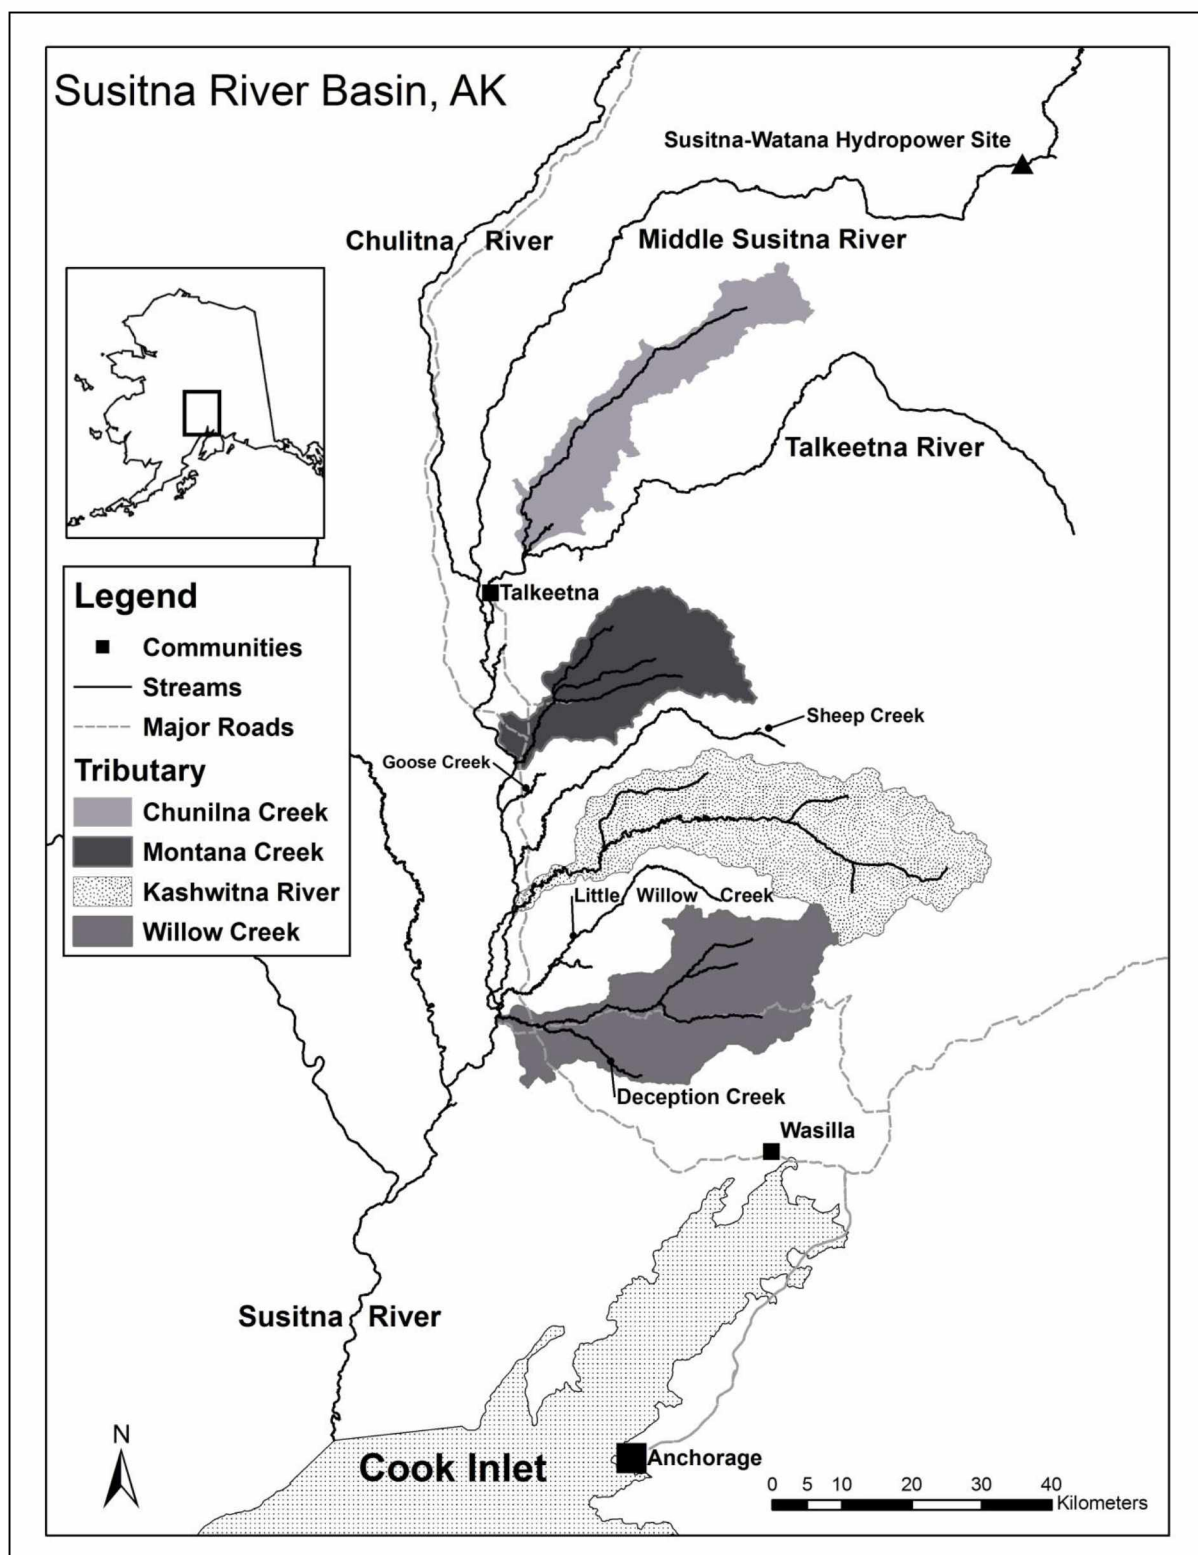 Susitna River Basin, AK
Susitna-Watana Hydropower Site
Chulitna River
Middle Susitna River
Talkeetna River
Talkeetna
Legend
Communities
Streams
Major Roads
Tributary
Chunilna Creek
Montana Creek
Kashwitna River
Willow Creek
Sheep Creek
Goose Creek
Little Willow Creek
Deception Creek
Wasilla
Susitna River
N
Cook Inlet
Anchorage
0 5 10 20 30 40
Kilometers